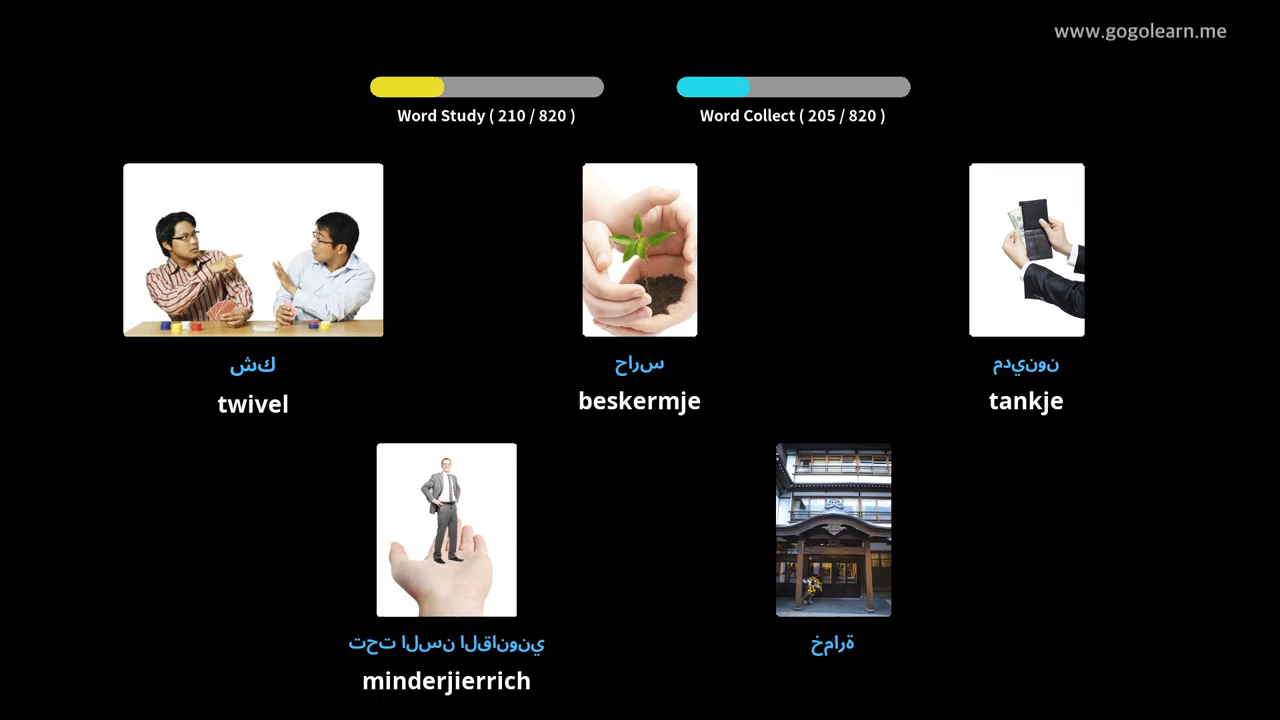 www.gogolearn.me
Word Study ( 210 / 820 )
Word Collect ( 205 / 820 )
شك
twivel
حارس
beskermje
مدينون
tankje
تحت السن القانوني
minderjierrich
خمارة